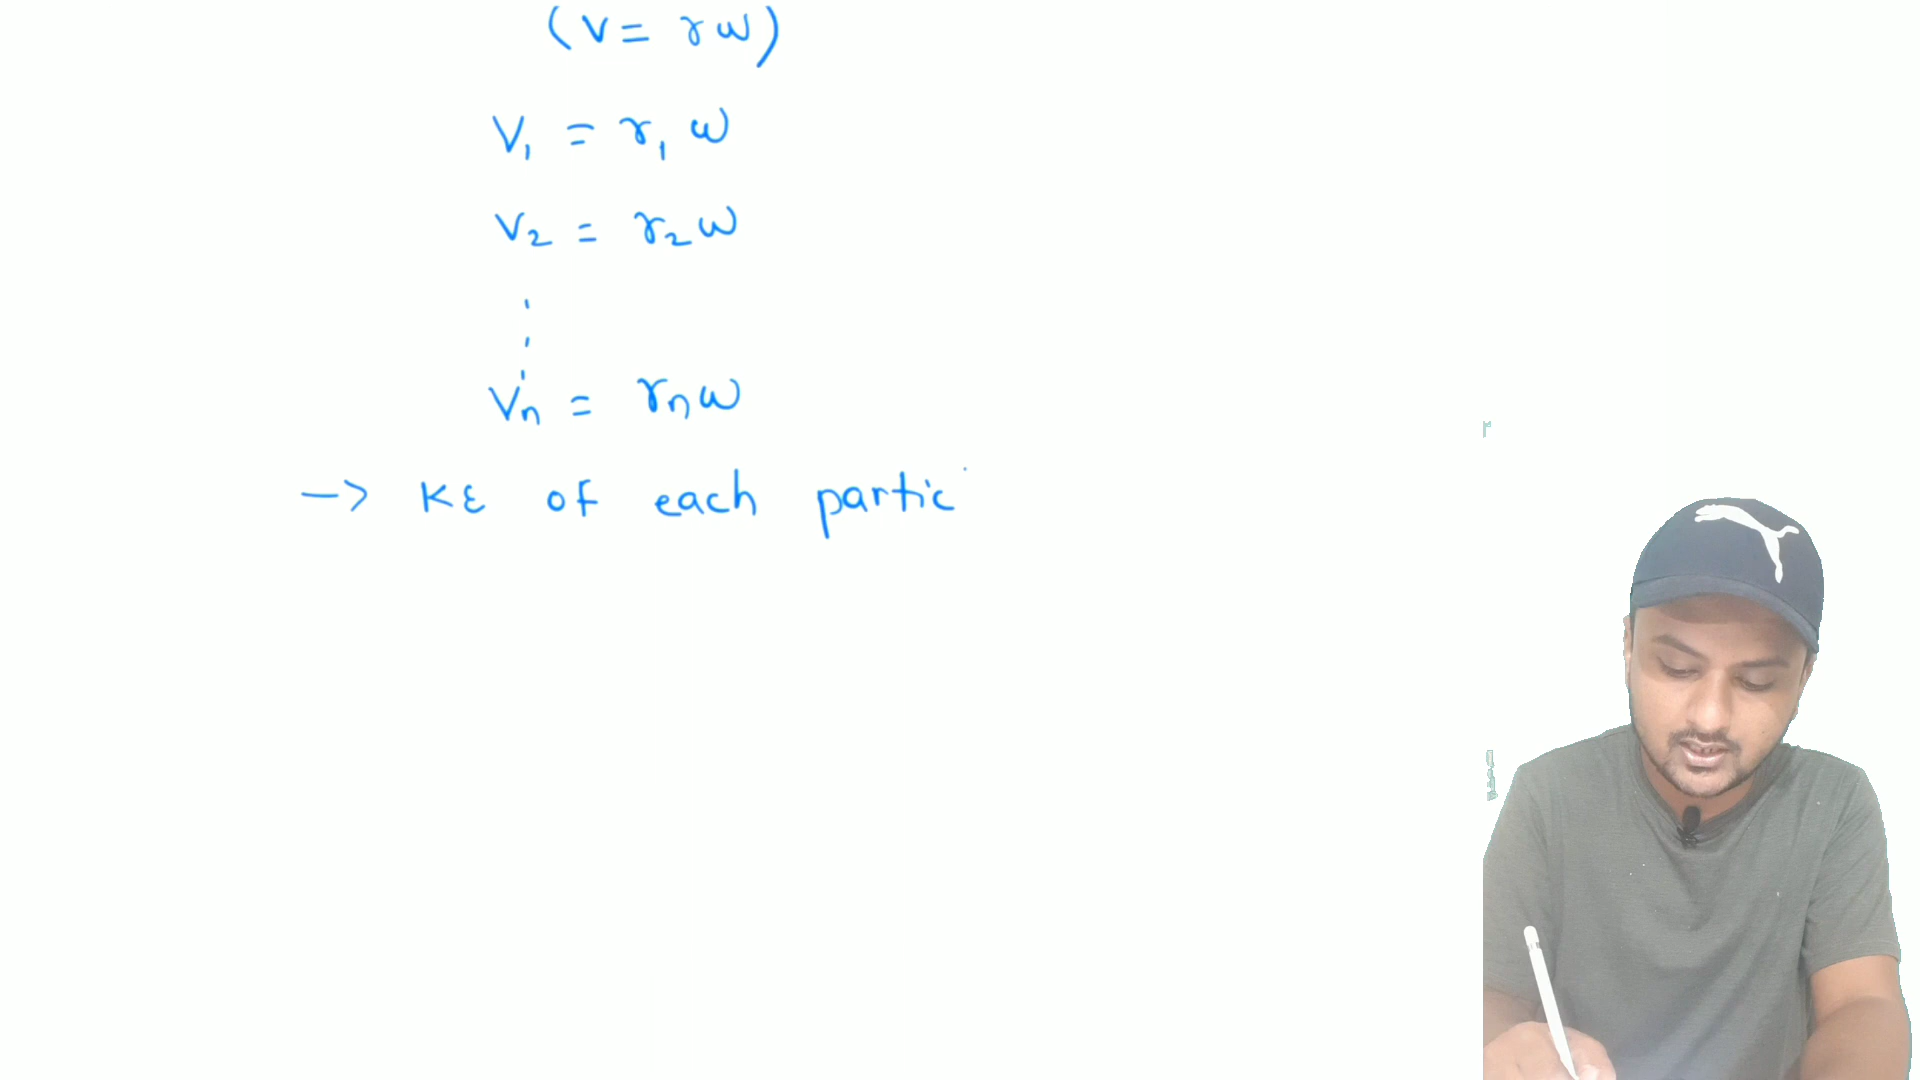 (v = rω)
V₁ = r₁ ω
V₂ = r₂ω
⋮
Vₙ = rₙω
→ KE of each partic